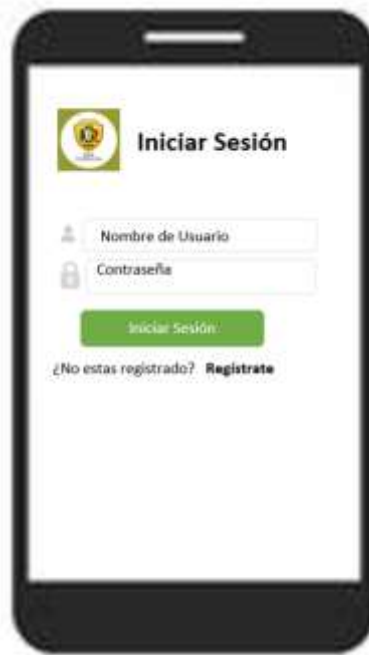 Iniciar Sesión
Nombre de Usuario
Contraseña
Iniciar Sesión
¿No estas registrado? Registrate